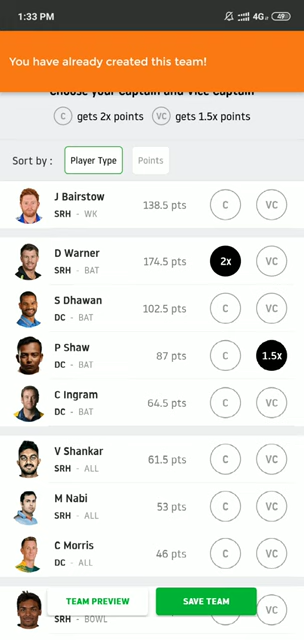 1:33 PM 4G 49
You have already created this team!
Choose your Captain and Vice Captain
C gets 2x points VC gets 1.5x points
Sort by : Player Type Points
J Bairstow
SRH - WK 138.5 pts C VC
D Warner
SRH - BAT 174.5 pts 2x VC
S Dhawan
DC - BAT 102.5 pts C VC
P Shaw
DC - BAT 87 pts C 1.5x
C Ingram
DC - BAT 64.5 pts C VC
V Shankar
SRH - ALL 61.5 pts C VC
M Nabi
SRH - ALL 53 pts C VC
C Morris
DC - ALL 46 pts C VC
TEAM PREVIEW SAVE TEAM VC
SRH - BOWL